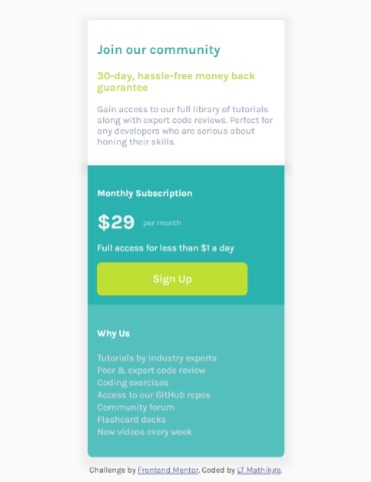 Join our community
30-day, hassle-free money back
guarantee
Gain access to our full library of tutorials
along with expert code reviews. Perfect for
any developers who are serious about
honing their skills.
Monthly Subscription
$29 per month
Full access for less than $1 a day
Sign Up
Why Us
Tutorials by industry experts
Peer & expert code review
Coding exercises
Access to our GitHub repos
Community forum
Flashcard decks
New videos every week
Challenge by Frontend Mentor. Coded by LT Mathikgs.